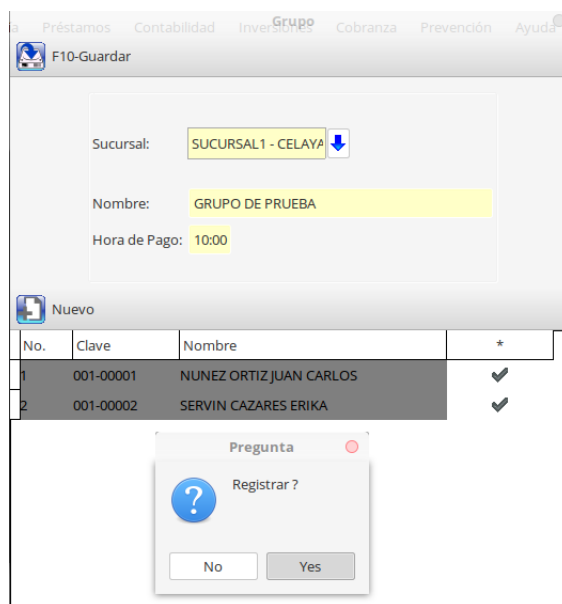 ía Préstamos Contabilidad Inversiones Cobranza Prevención Ayuda
Grupo
F10-Guardar
Sucursal: SUCURSAL1 - CELAYA
Nombre: GRUPO DE PRUEBA
Hora de Pago: 10:00
Nuevo
No. Clave Nombre *
1 001-00001 NUNEZ ORTIZ JUAN CARLOS
2 001-00002 SERVIN CAZARES ERIKA
Pregunta
Registrar ?
?
No Yes